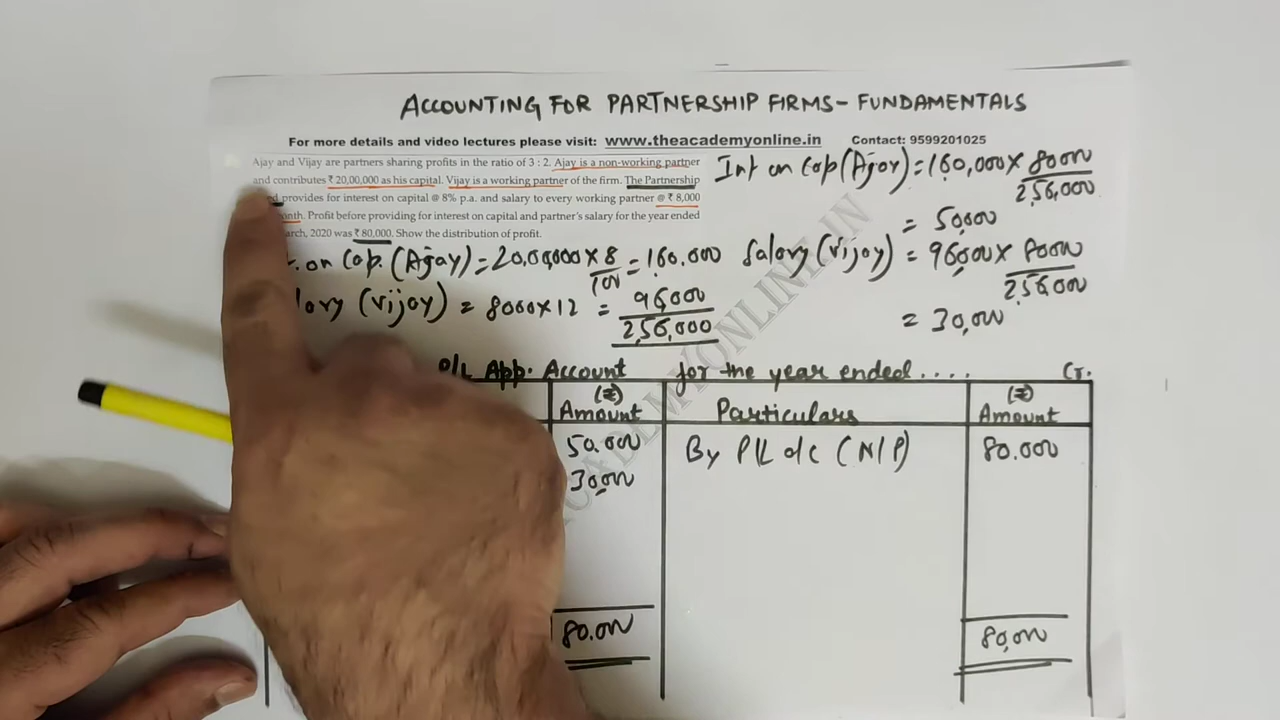 ACCOUNTING FOR PARTNERSHIP FIRMS- FUNDAMENTALS
For more details and video lectures please visit: www.theacademyonline.in Contact: 9599201025
Ajay and Vijay are partners sharing profits in the ratio of 3 : 2. Ajay is a non-working partner
and contributes ₹ 20,00,000 as his capital. Vijay is a working partner of the firm. The Partnership
provides for interest on capital @ 8% p.a. and salary to every working partner @ ₹ 8,000
Profit before providing for interest on capital and partner's salary for the year ended
2020 was ₹ 80,000. Show the distribution of profit.
Int on Cap (Ajay) = 160,000 × 80000 / 256,000
= 50,000
on Cap. (Ajay) = 20,00,000 × 8 / 100 = 160.000
(Vijay) = 8000 × 12 = 96000
256,000
Salary (Vijay) = 96000 × 80000 / 256000
= 30,000
P/L App. Account for the year ended.... Cr.
(₹) Amount Particulars (₹) Amount
50.000 By P/L a/c (N/P) 80.000
30,000
80.000 80,000